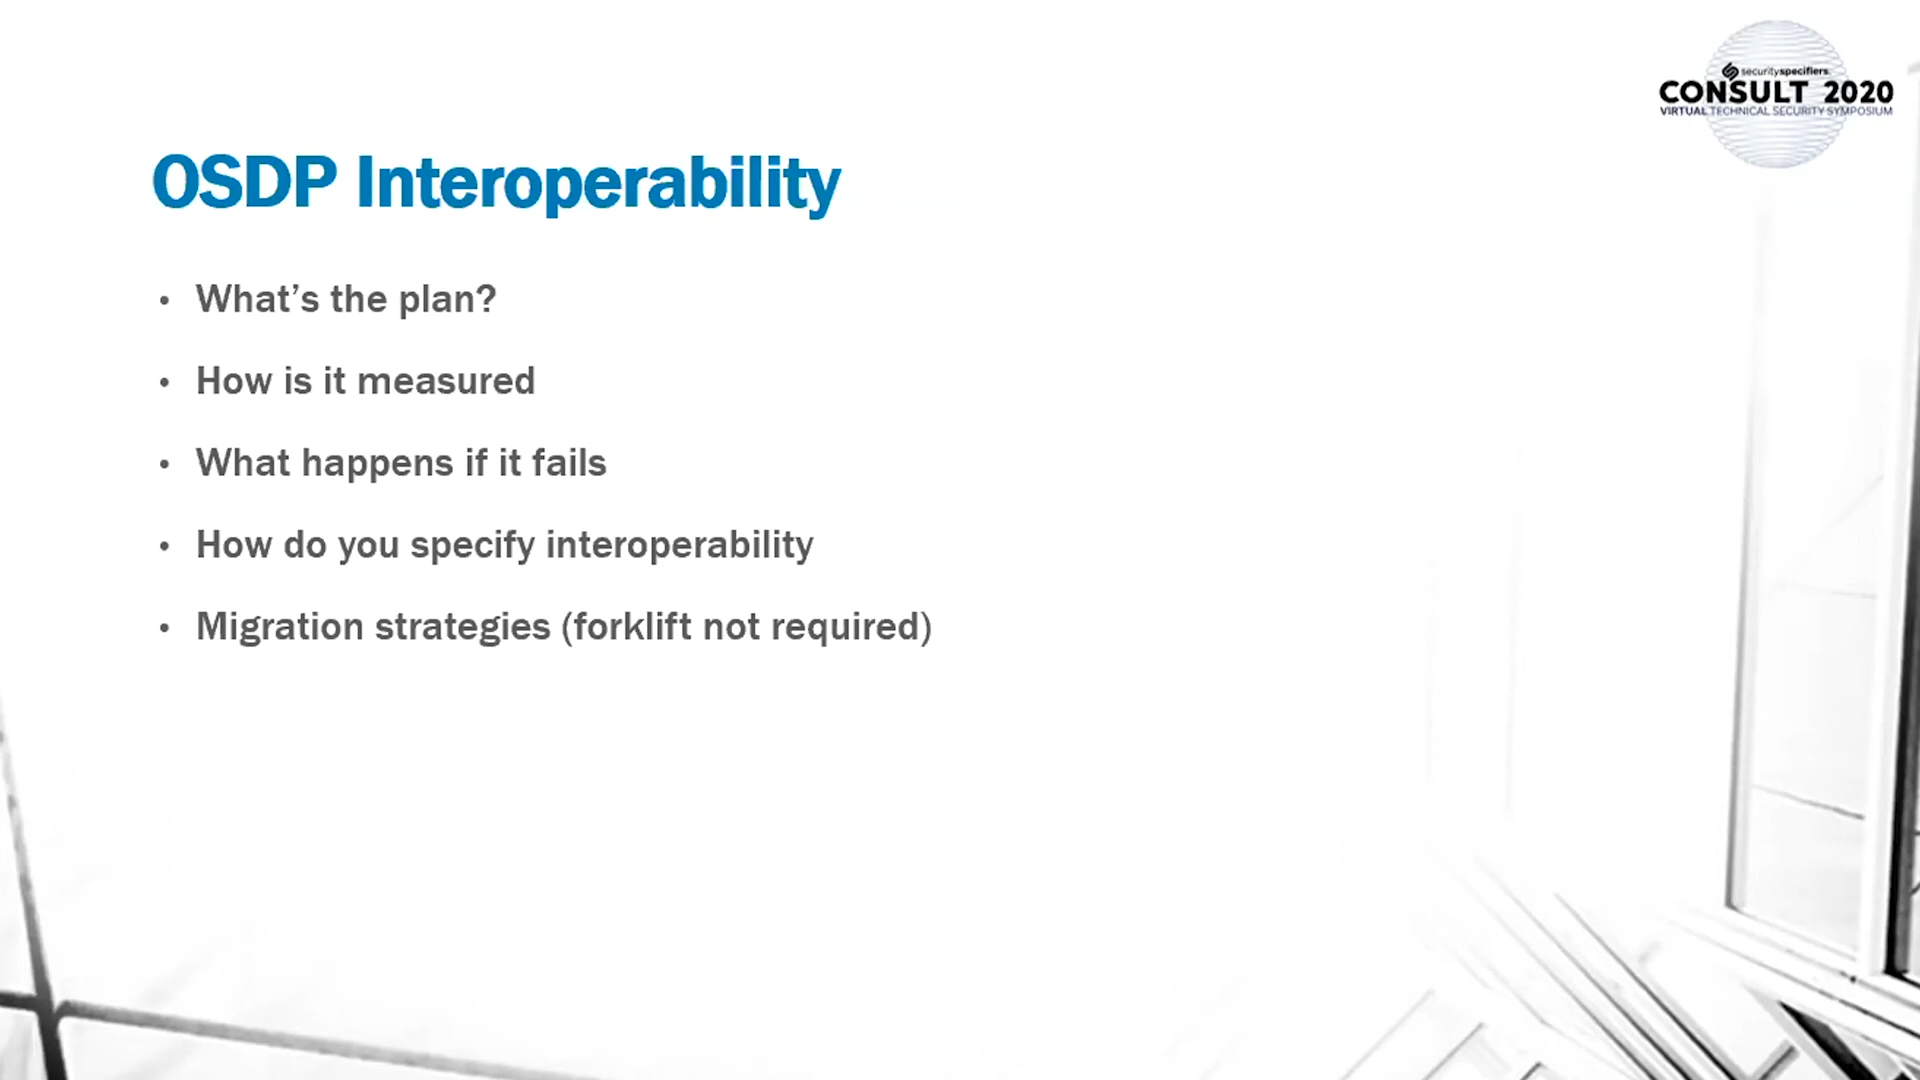 securityspecifiers
CONSULT 2020
VIRTUAL TECHNICAL SECURITY SYMPOSIUM
OSDP Interoperability
• What’s the plan?
• How is it measured
• What happens if it fails
• How do you specify interoperability
• Migration strategies (forklift not required)